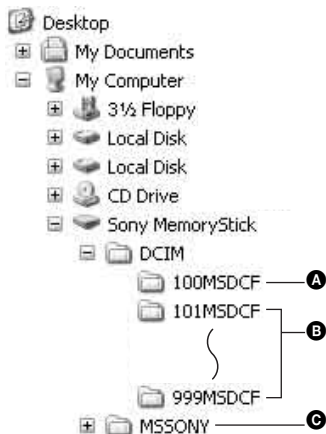 Desktop
My Documents
My Computer
3½ Floppy
Local Disk
Local Disk
CD Drive
Sony MemoryStick
DCIM
100MSDCF A
101MSDCF
B
999MSDCF
MSSONY C